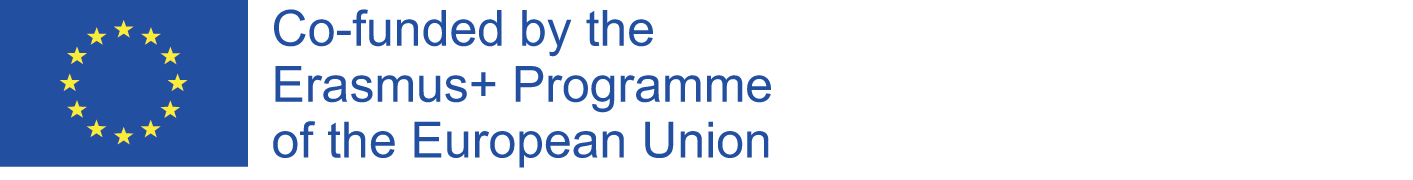 Co-funded by the
Erasmus+ Programme
of the European Union